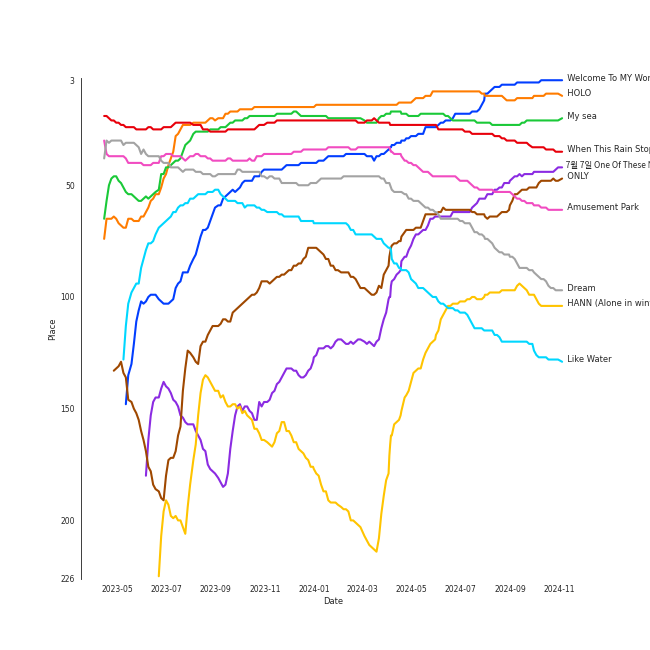 3
50
100
150
200
226
Place
2023-05
2023-07
2023-09
2023-11
2024-01
2024-03
2024-05
2024-07
2024-09
2024-11
Date
Welcome To MY Wor
HOLO
My sea
When This Rain Stop
7월 7일 One Of These N
ONLY
Amusement Park
Dream
HANN (Alone in win
Like Water